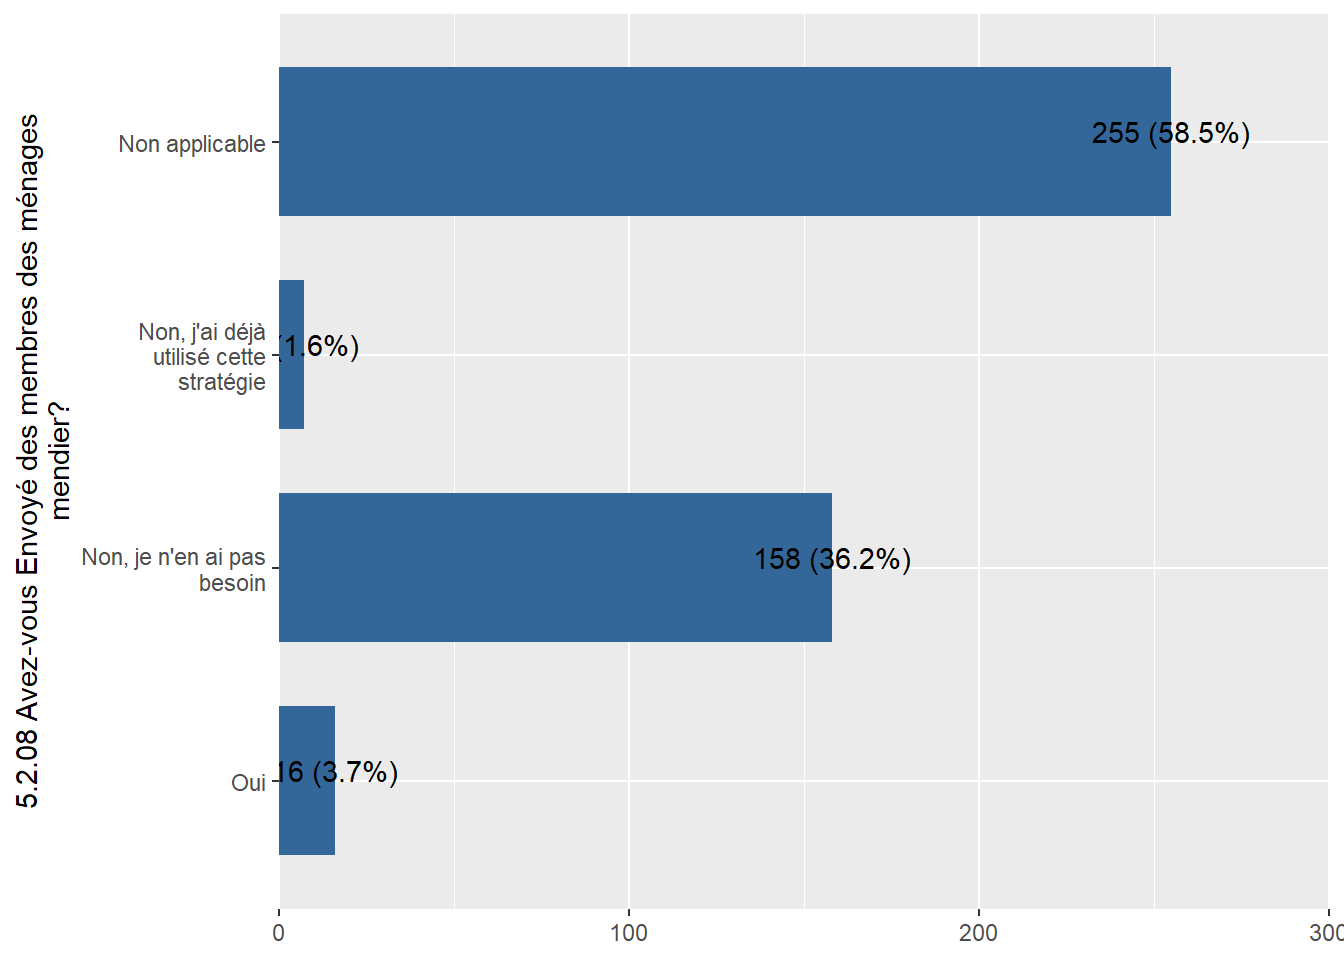 5.2.08 Avez-vous Envoyé des membres des ménages
mendier?
Non applicable
255 (58.5%)
Non, j'ai déjà
utilisé cette
stratégie
(1.6%)
Non, je n'en ai pas
besoin
158 (36.2%)
Oui
16 (3.7%)
0
100
200
300